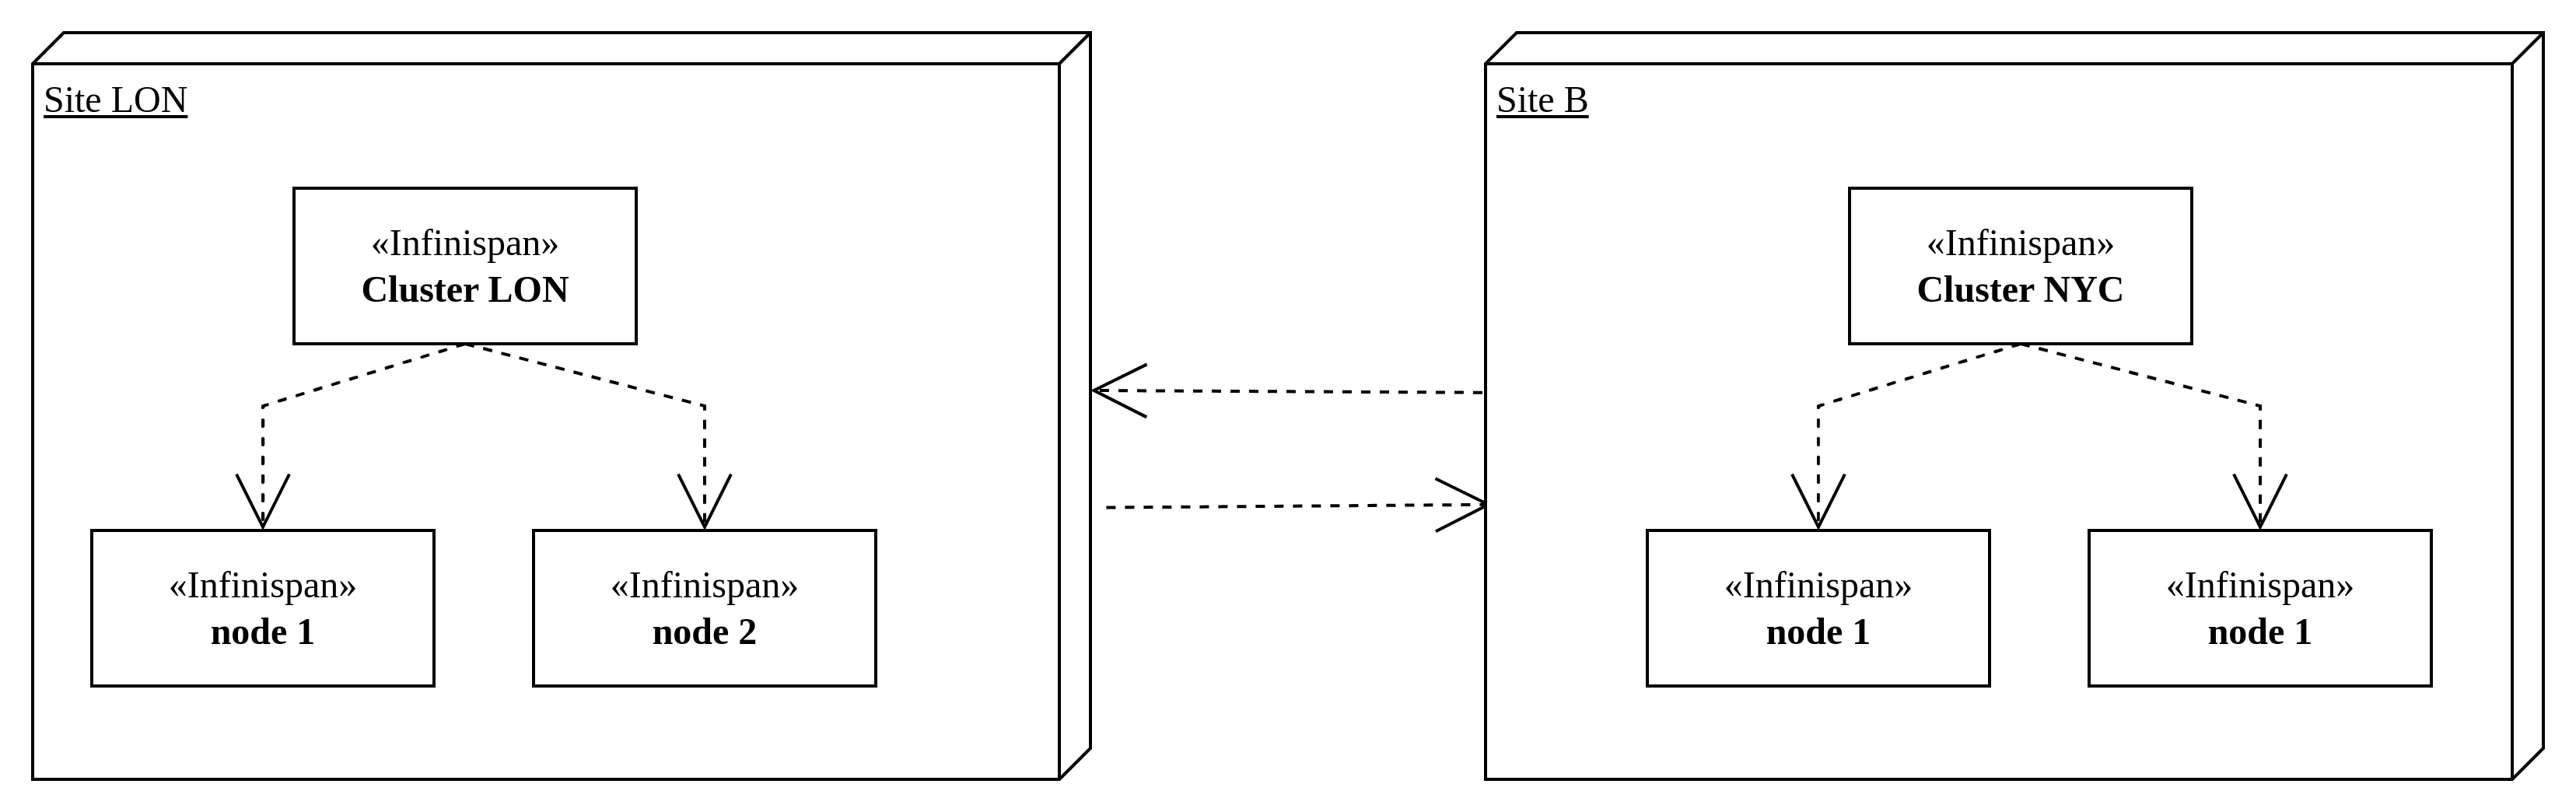 Site LON
«Infinispan»
Cluster LON
«Infinispan»
node 1
«Infinispan»
node 2
Site B
«Infinispan»
Cluster NYC
«Infinispan»
node 1
«Infinispan»
node 1